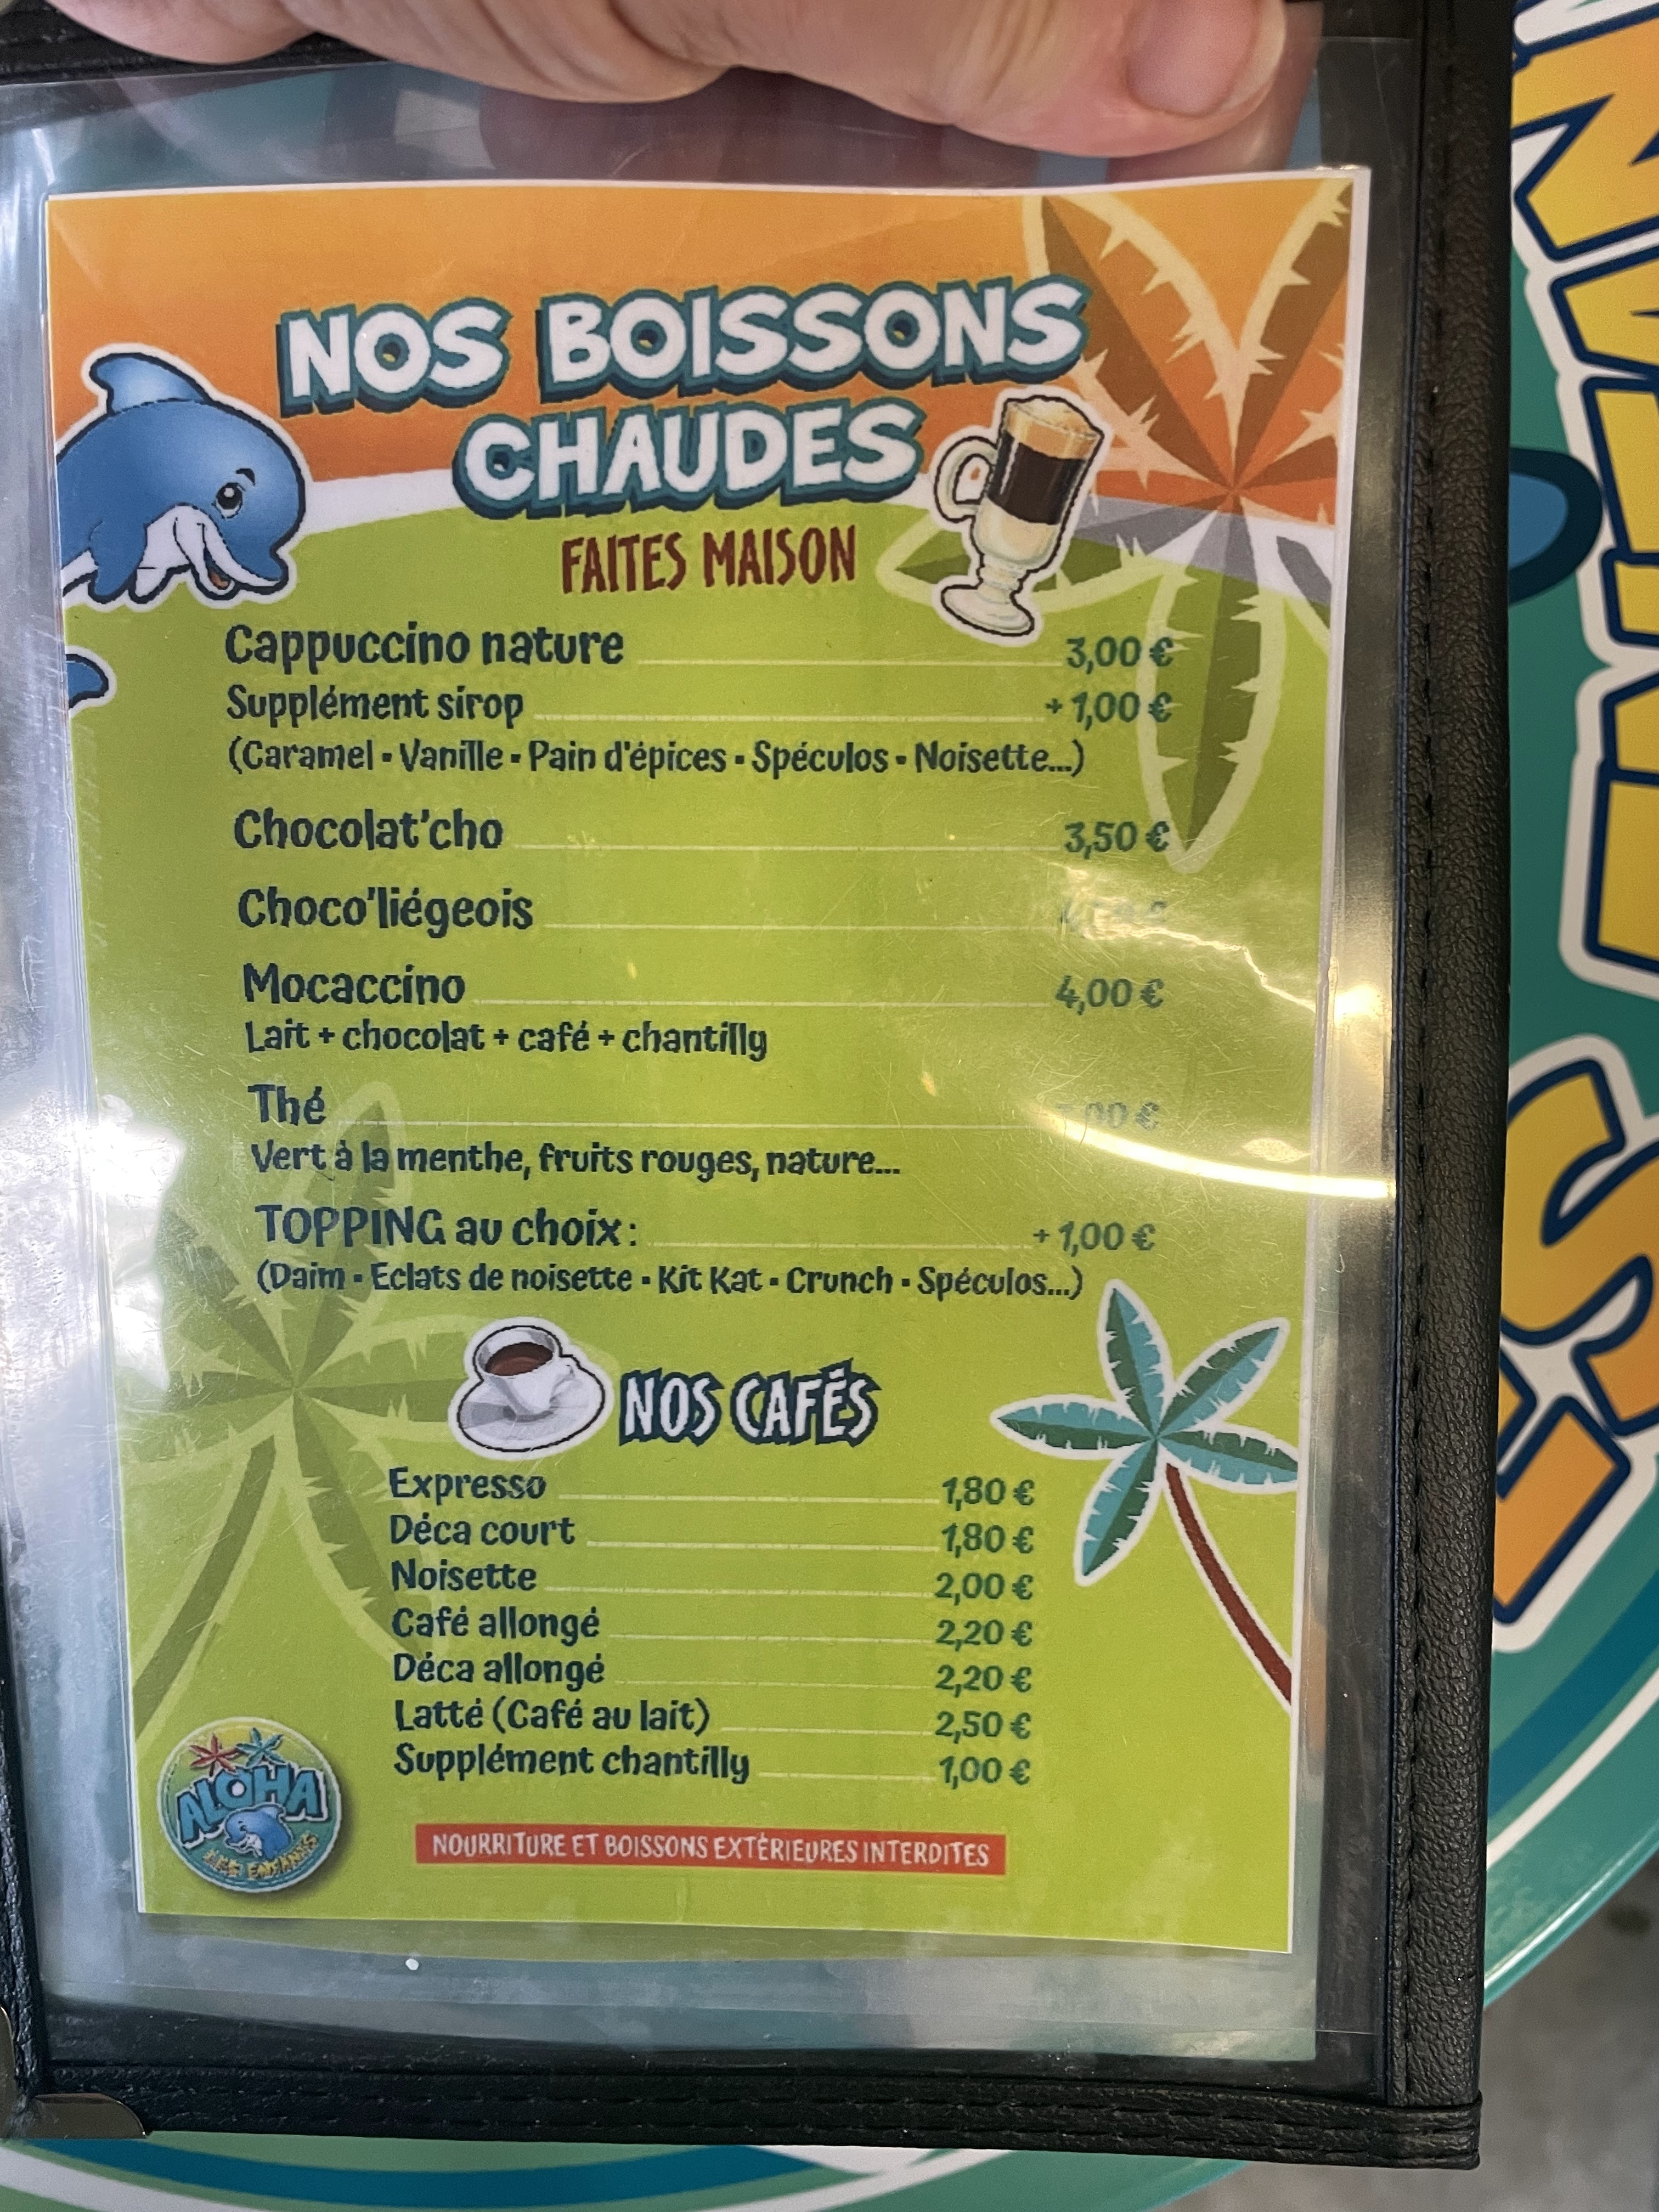 NOS BOISSONS
CHAUDES
FAITES MAISON
Cappuccino nature 3,00 €
Supplément sirop + 1,00 €
(Caramel • Vanille • Pain d'épices • Spéculos • Noisette...)
Chocolat'cho 3,50 €
Choco'liégeois
Mocaccino 4,00 €
Lait + chocolat + café + chantilly
Thé
Vert à la menthe, fruits rouges, nature...
TOPPING au choix : + 1,00 €
(Daim • Eclats de noisette • Kit Kat • Crunch • Spéculos...)
NOS CAFÉS
Expresso 1,80 €
Déca court 1,80 €
Noisette 2,00 €
Café allongé 2,20 €
Déca allongé 2,20 €
Latté (Café au lait) 2,50 €
Supplément chantilly 1,00 €
ALOHA
LES ENFANTS
NOURRITURE ET BOISSONS EXTÉRIEURES INTERDITES